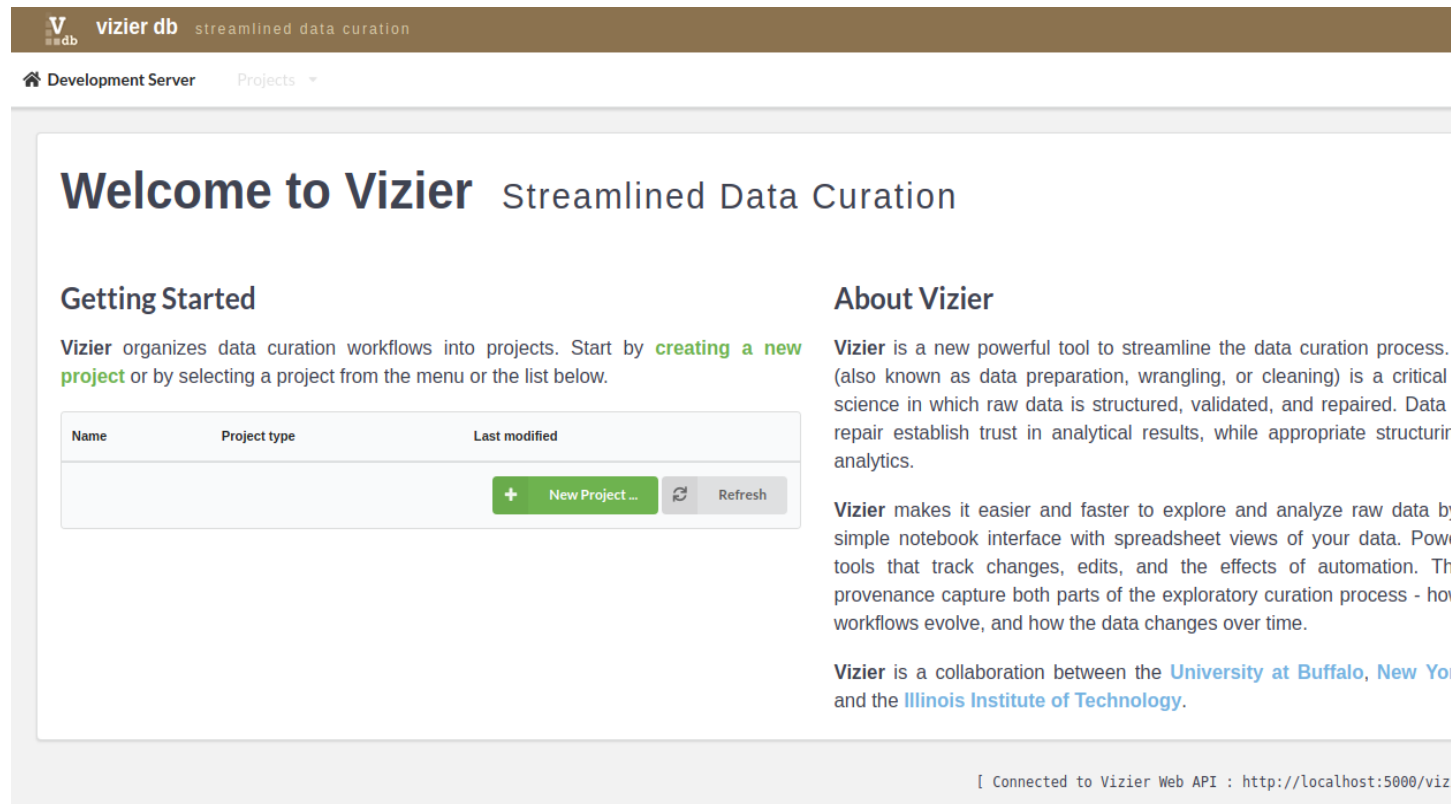 V db vizier db streamlined data curation
Development Server Projects
Welcome to Vizier Streamlined Data Curation
Getting Started
Vizier organizes data curation workflows into projects. Start by creating a new
project or by selecting a project from the menu or the list below.
Name Project type Last modified
New Project ... Refresh
About Vizier
Vizier is a new powerful tool to streamline the data curation process.
(also known as data preparation, wrangling, or cleaning) is a critical
science in which raw data is structured, validated, and repaired. Data
repair establish trust in analytical results, while appropriate
analytics.
Vizier makes it easier and faster to explore and analyze raw data
simple notebook interface with spreadsheet views of your data.
tools that track changes, edits, and the effects of automation.
provenance capture both parts of the exploratory curation process -
workflows evolve, and how the data changes over time.
Vizier is a collaboration between the University at Buffalo, New
and the Illinois Institute of Technology.
[ Connected to Vizier Web API : http://localhost:5000/viz